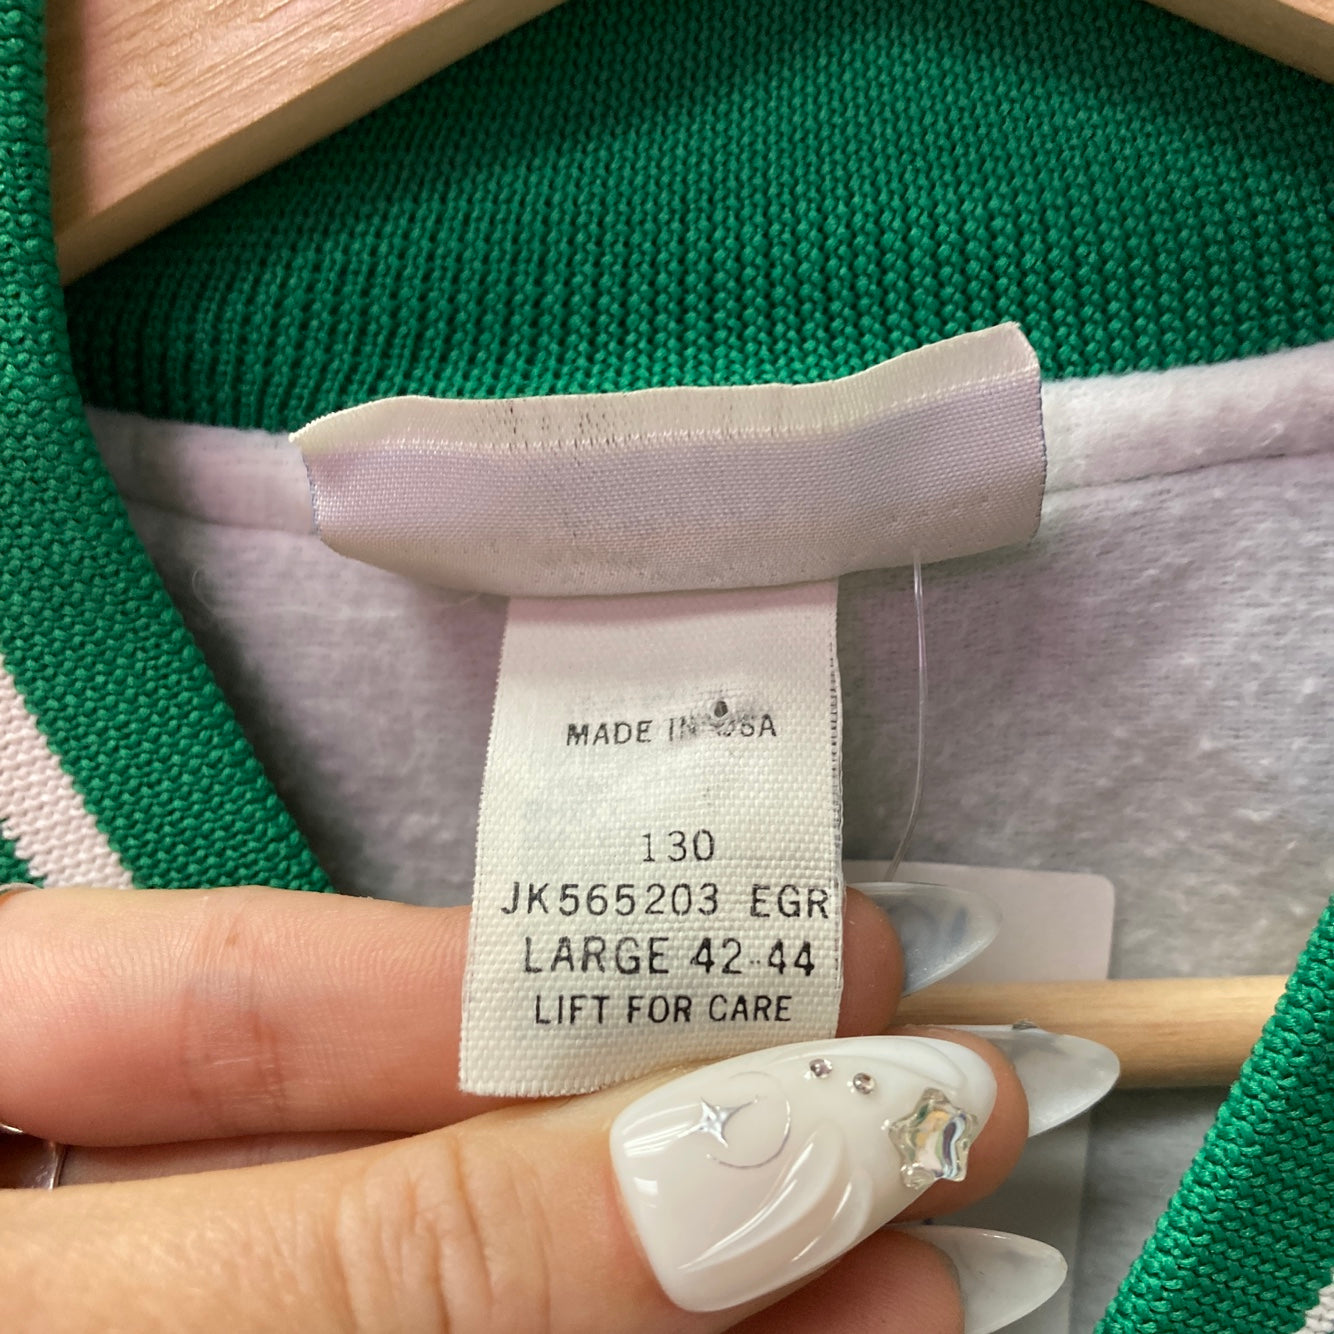 MADE IN USA
130
JK565203 EGR
LARGE 42-44
LIFT FOR CARE